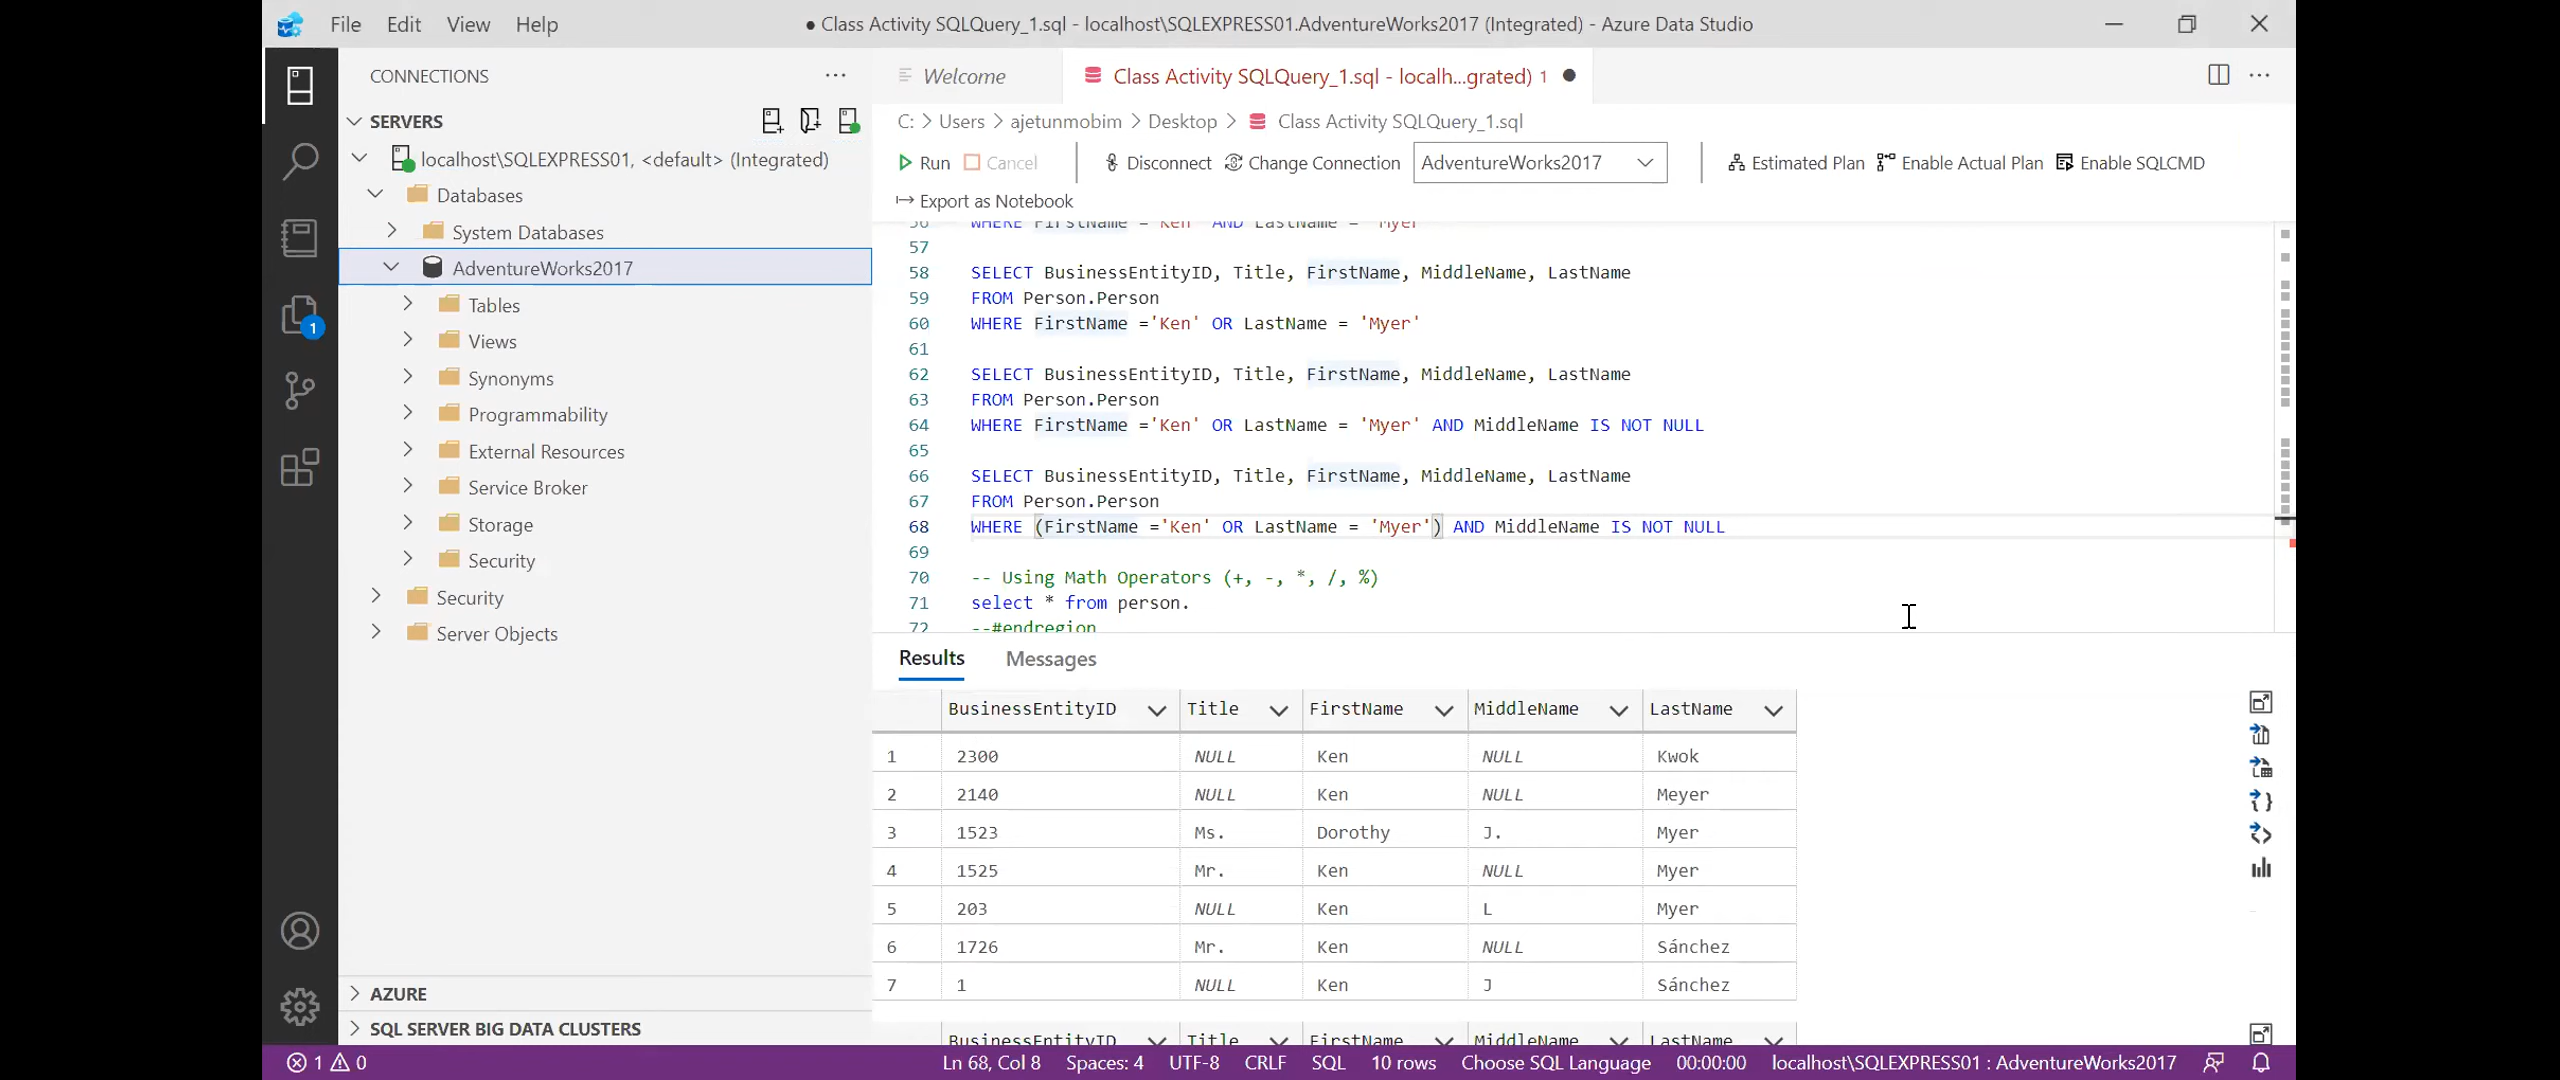 File Edit View Help
● Class Activity SQLQuery_1.sql - localhost\SQLEXPRESS01.AdventureWorks2017 (Integrated) - Azure Data Studio
CONNECTIONS
SERVERS
localhost\SQLEXPRESS01, <default> (Integrated)
Databases
System Databases
AdventureWorks2017
Tables
Views
Synonyms
Programmability
External Resources
Service Broker
Storage
Security
Security
Server Objects
AZURE
SQL SERVER BIG DATA CLUSTERS
1
Welcome
Class Activity SQLQuery_1.sql - localh...grated) 1
C: > Users > ajetunmobim > Desktop > Class Activity SQLQuery_1.sql
Run Cancel Disconnect Change Connection AdventureWorks2017 Estimated Plan Enable Actual Plan Enable SQLCMD
Export as Notebook
56 WHERE FirstName ='Ken' AND LastName = 'Myer'
57
58 SELECT BusinessEntityID, Title, FirstName, MiddleName, LastName
59 FROM Person.Person
60 WHERE FirstName ='Ken' OR LastName = 'Myer'
61
62 SELECT BusinessEntityID, Title, FirstName, MiddleName, LastName
63 FROM Person.Person
64 WHERE FirstName ='Ken' OR LastName = 'Myer' AND MiddleName IS NOT NULL
65
66 SELECT BusinessEntityID, Title, FirstName, MiddleName, LastName
67 FROM Person.Person
68 WHERE (FirstName ='Ken' OR LastName = 'Myer') AND MiddleName IS NOT NULL
69
70 -- Using Math Operators (+, -, *, /, %)
71 select * from person.
72 --#endregion
Results Messages
BusinessEntityID Title FirstName MiddleName LastName
1 2300 NULL Ken NULL Kwok
2 2140 NULL Ken NULL Meyer
3 1523 Ms. Dorothy J. Myer
4 1525 Mr. Ken NULL Myer
5 203 NULL Ken L Myer
6 1726 Mr. Ken NULL Sánchez
7 1 NULL Ken J Sánchez
BusinessEntityID Title FirstName MiddleName LastName
1 0 Ln 68, Col 8 Spaces: 4 UTF-8 CRLF SQL 10 rows Choose SQL Language 00:00:00 localhost\SQLEXPRESS01 : AdventureWorks2017